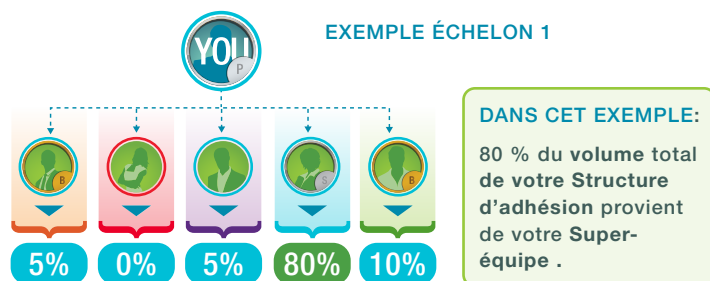 EXEMPLE ÉCHELON 1
YOU
P
DANS CET EXEMPLE:
80 % du volume total
de votre Structure
d'adhésion provient
de votre Super-
équipe .
B
S
B
5%
0%
5%
80%
10%